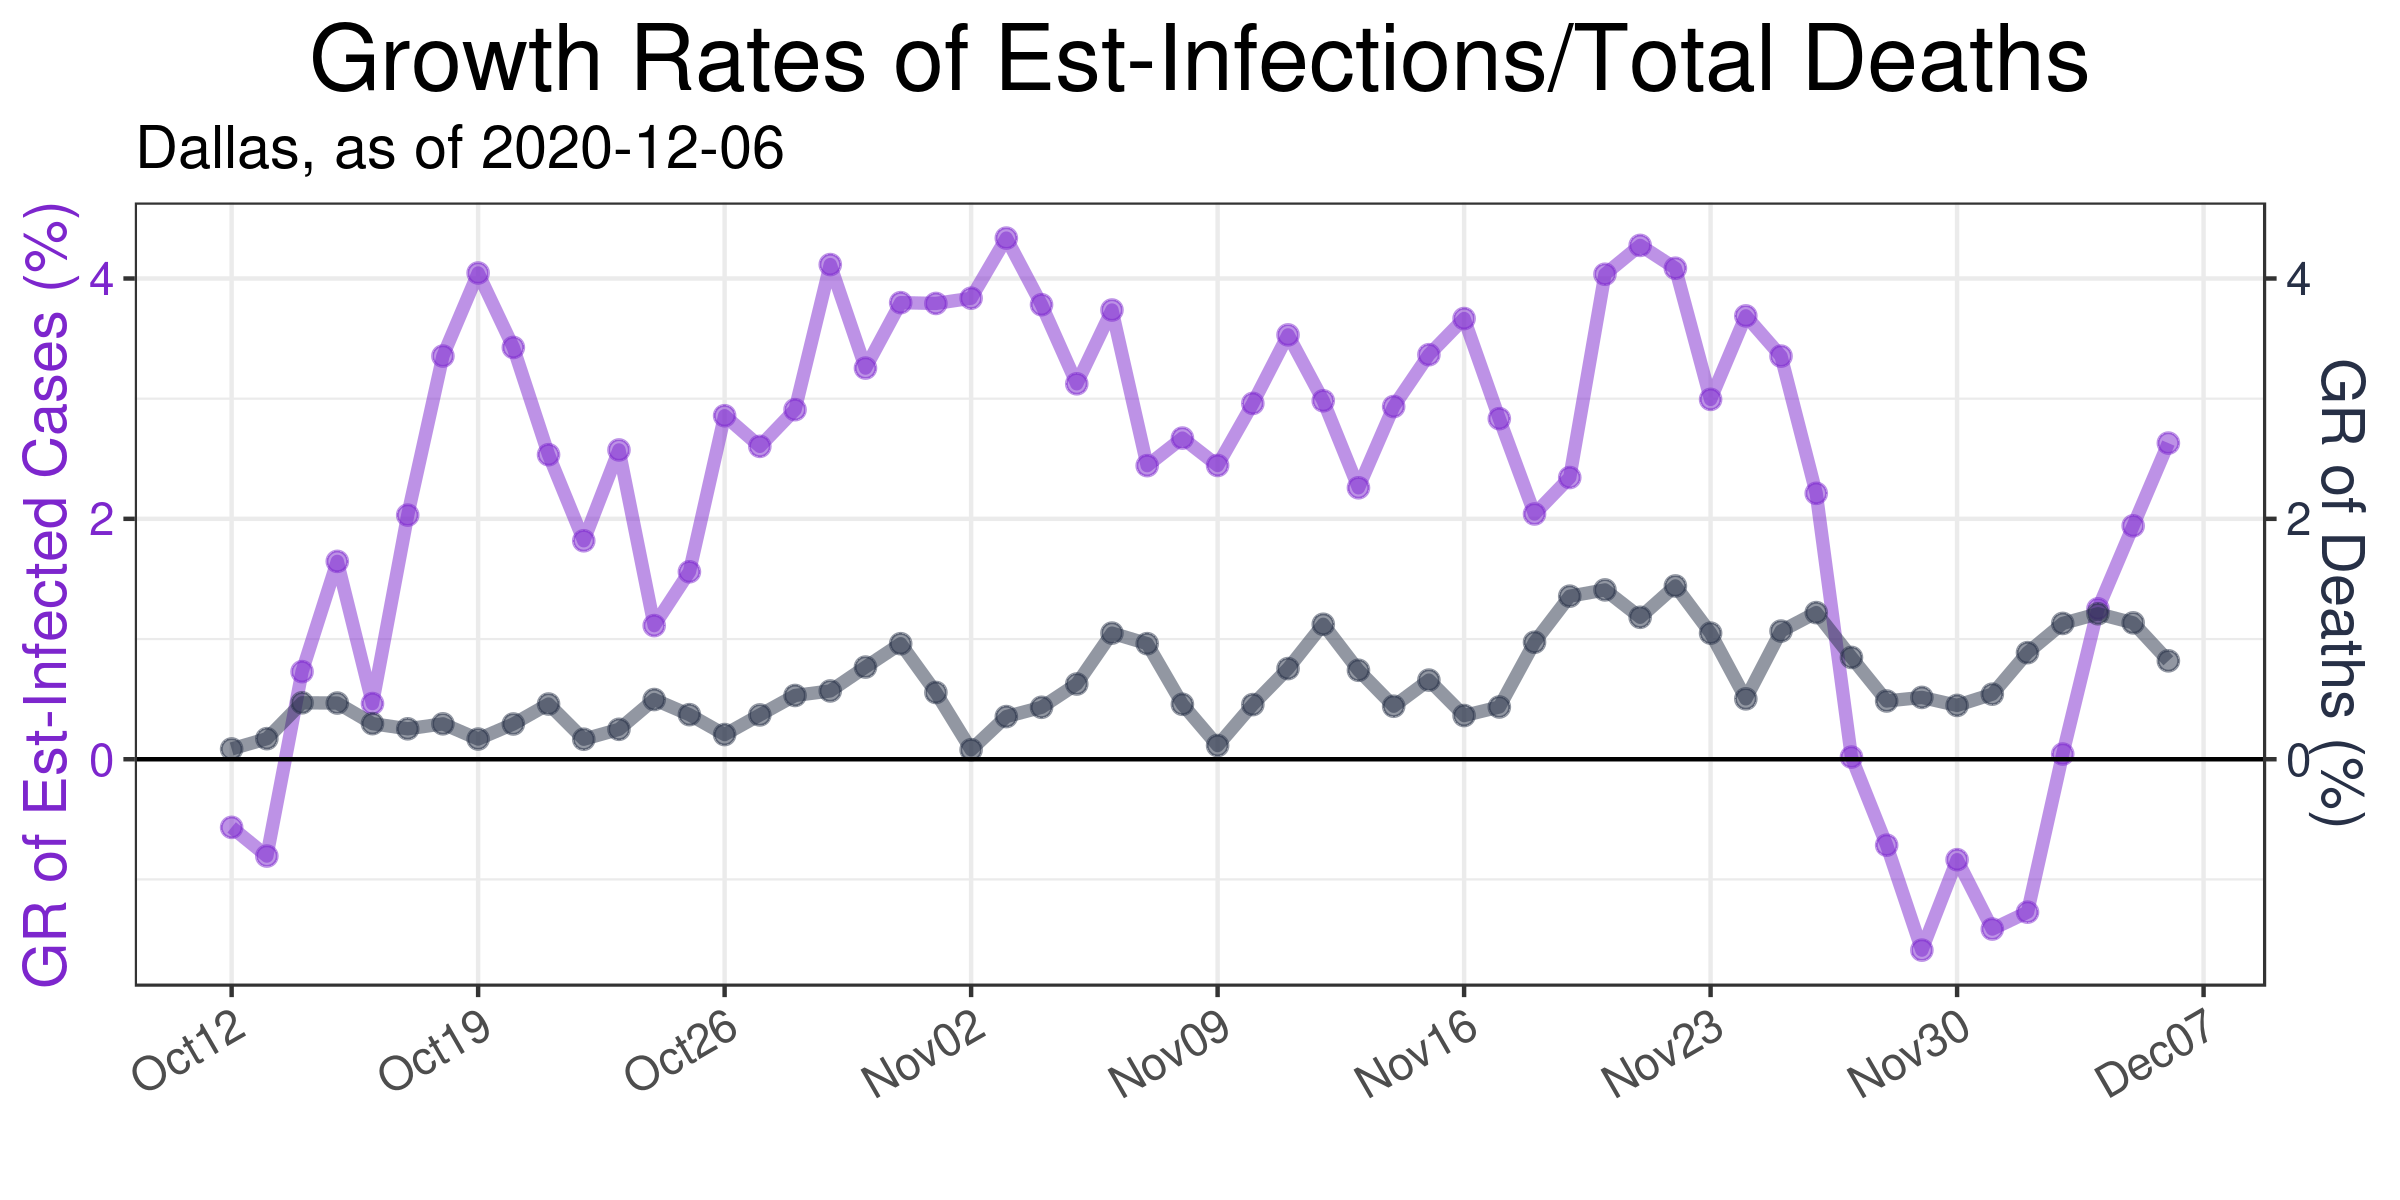 Growth Rates of Est-Infections/Total Deaths
Dallas, as of 2020-12-06
GR of Est-Infected Cases (%)
4
2
0
4
2
0
GR of Deaths (%)
Oct12
Oct19
Oct26
Nov02
Nov09
Nov16
Nov23
Nov30
Dec07